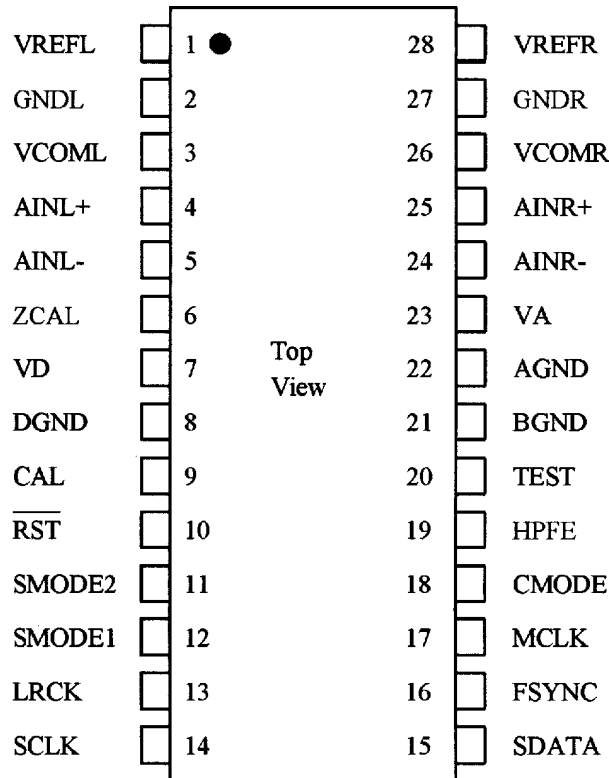 VREFL 1 28 VREFR
GNDL 2 27 GNDR
VCOML 3 26 VCOMR
AINL+ 4 25 AINR+
AINL- 5 24 AINR-
ZCAL 6 23 VA
VD 7 Top 22 AGND
View
DGND 8 21 BGND
CAL 9 20 TEST
RST 10 19 HPFE
SMODE2 11 18 CMODE
SMODE1 12 17 MCLK
LRCK 13 16 FSYNC
SCLK 14 15 SDATA